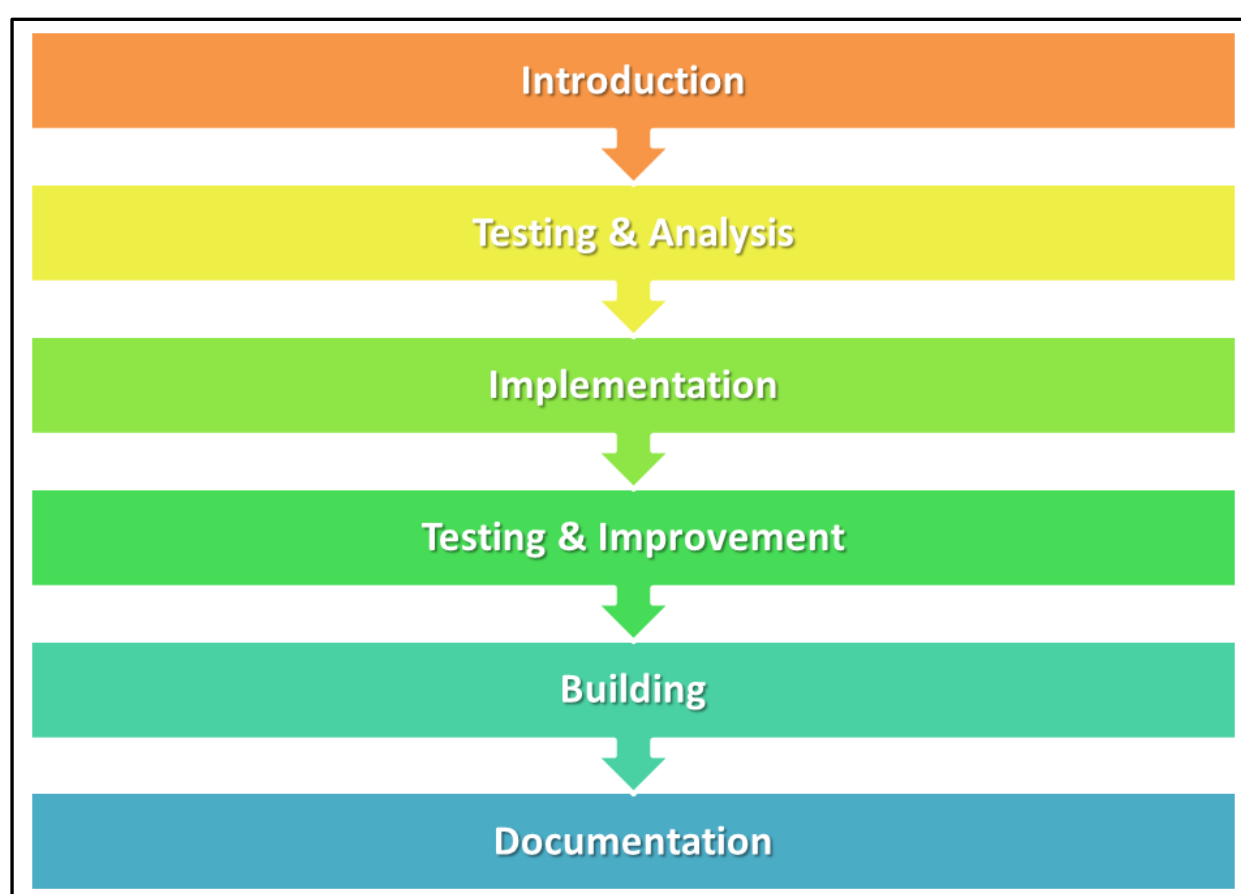 Introduction
Testing & Analysis
Implementation
Testing & Improvement
Building
Documentation